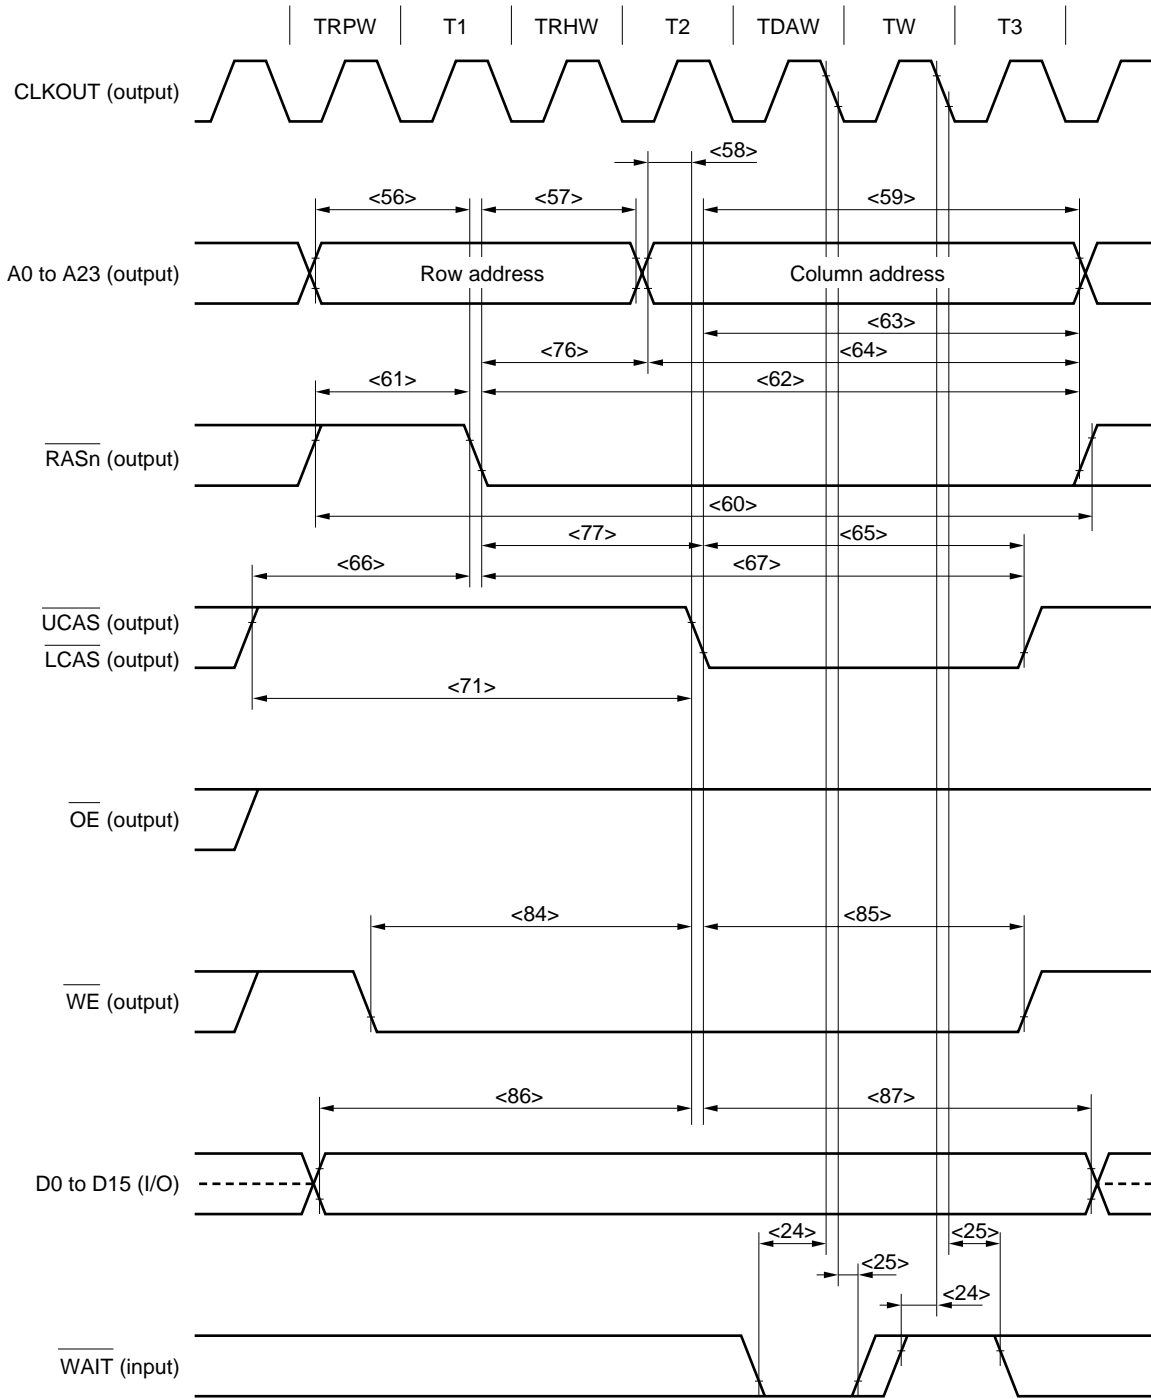 TRPW T1 TRHW T2 TDAW TW T3
CLKOUT (output)
<58>
<56> <57> <59>
A0 to A23 (output) Row address Column address
<63>
<76> <64>
<61> <62>
RASn (output)
<60>
<77> <65>
<66> <67>
UCAS (output)
LCAS (output)
<71>
OE (output)
<84> <85>
WE (output)
<86> <87>
D0 to D15 (I/O)
<24> <25>
<25>
<24>
WAIT (input)